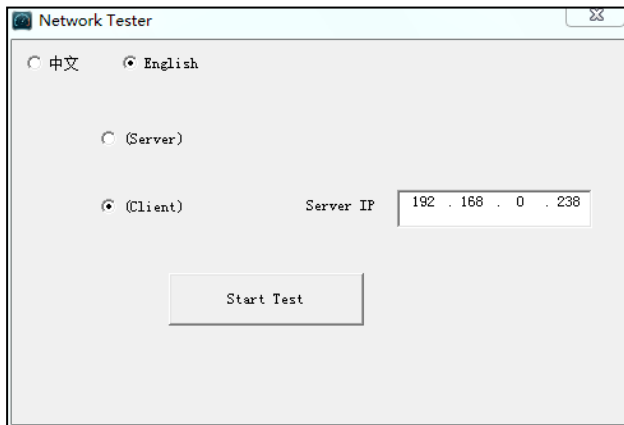 Network Tester
中文 English
(Server)
(Client) Server IP 192 . 168 . 0 . 238
Start Test